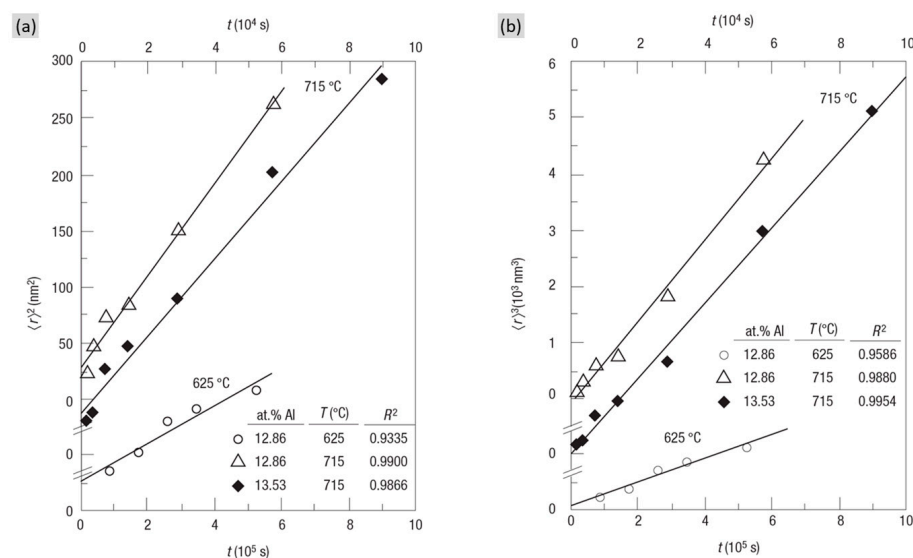 (a)
t (10⁴ s)
0 2 4 6 8 10
300
250
200
150
100
50
0
0
0
⟨r⟩² (nm²)
715 °C
625 °C
at.% Al T (°C) R²
12.86 625 0.9335
12.86 715 0.9900
13.53 715 0.9866
0 2 4 6 8 10
t (10⁵ s)
(b)
t (10⁴ s)
0 2 4 6 8 10
6
5
4
3
2
1
0
0
0
⟨r⟩³ (10³ nm³)
715 °C
at.% Al T (°C) R²
12.86 625 0.9586
12.86 715 0.9880
13.53 715 0.9954
625 °C
0 2 4 6 8 10
t (10⁵ s)